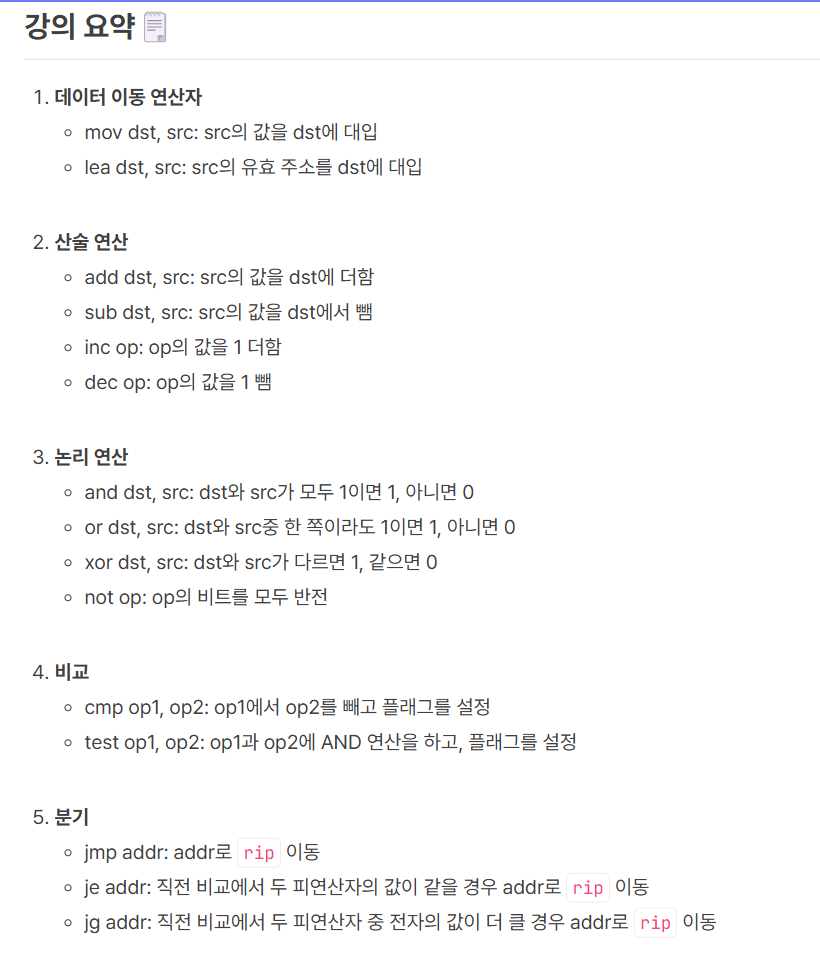 강의 요약 🗒️
1. 데이터 이동 연산자
◦ mov dst, src: src의 값을 dst에 대입
◦ lea dst, src: src의 유효 주소를 dst에 대입
2. 산술 연산
◦ add dst, src: src의 값을 dst에 더함
◦ sub dst, src: src의 값을 dst에서 뺌
◦ inc op: op의 값을 1 더함
◦ dec op: op의 값을 1 뺌
3. 논리 연산
◦ and dst, src: dst와 src가 모두 1이면 1, 아니면 0
◦ or dst, src: dst와 src중 한 쪽이라도 1이면 1, 아니면 0
◦ xor dst, src: dst와 src가 다르면 1, 같으면 0
◦ not op: op의 비트를 모두 반전
4. 비교
◦ cmp op1, op2: op1에서 op2를 빼고 플래그를 설정
◦ test op1, op2: op1과 op2에 AND 연산을 하고, 플래그를 설정
5. 분기
◦ jmp addr: addr로 rip 이동
◦ je addr: 직전 비교에서 두 피연산자의 값이 같을 경우 addr로 rip 이동
◦ jg addr: 직전 비교에서 두 피연산자 중 전자의 값이 더 클 경우 addr로 rip 이동